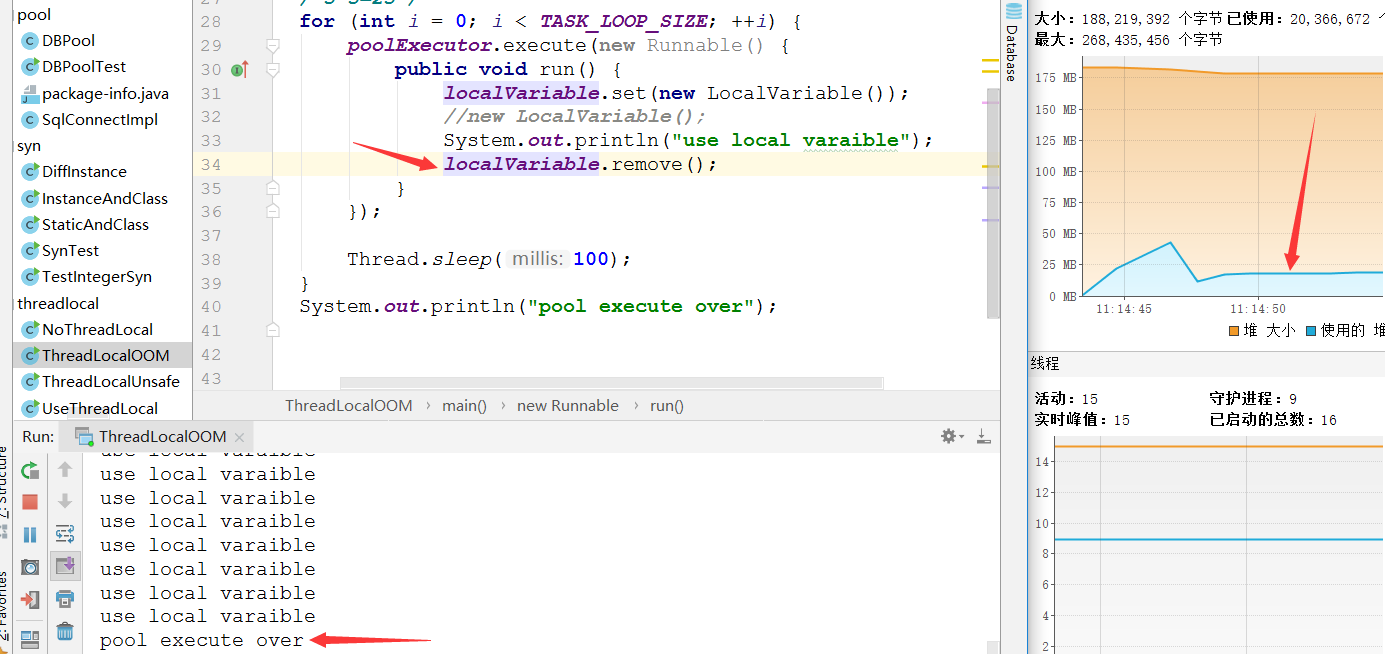 pool
DBPool
DBPoolTest
package-info.java
SqlConnectImpl
syn
DiffInstance
InstanceAndClass
StaticAndClass
SynTest
TestIntegerSyn
threadlocal
NoThreadLocal
ThreadLocalOOM
ThreadLocalUnsafe
UseThreadLocal
28 for (int i = 0; i < TASK_LOOP_SIZE; ++i) {
29 poolExecutor.execute(new Runnable() {
30 public void run() {
31 localVariable.set(new LocalVariable());
32 //new LocalVariable();
33 System.out.println("use local varaible");
34 localVariable.remove();
35 }
36 });
37
38 Thread.sleep( millis: 100);
39 }
40 System.out.println("pool execute over");
41
42
43
ThreadLocalOOM › main() › new Runnable › run()
Database
Run: ThreadLocalOOM ×
use local varaible
use local varaible
use local varaible
use local varaible
use local varaible
use local varaible
use local varaible
use local varaible
pool execute over
Z: Structure
2: Favorites
大小: 188,219,392 个字节 已使用: 20,366,672 个
最大: 268,435,456 个字节
175 MB
150 MB
125 MB
100 MB
75 MB
50 MB
25 MB
0 MB
11:14:45 11:14:50
堆 大小 使用的 堆
线程
活动: 15 守护进程: 9
实时峰值: 15 已启动的总数: 16
14
12
10
8
6
4
2